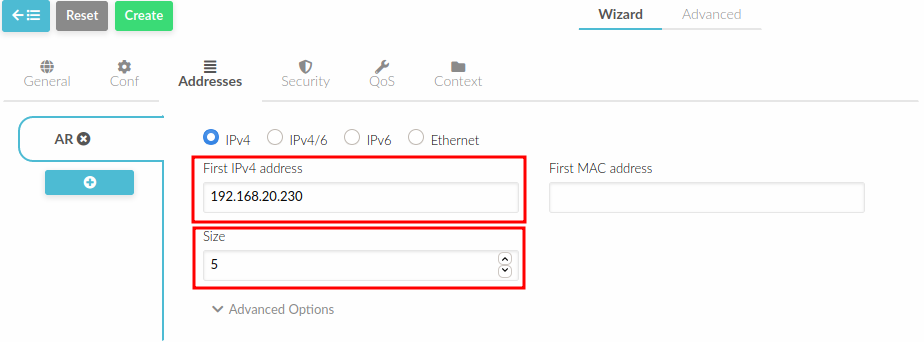 Reset Create Wizard Advanced
General Conf Addresses Security QoS Context
AR
IPv4 IPv4/6 IPv6 Ethernet
First IPv4 address First MAC address
192.168.20.230
Size
5
Advanced Options